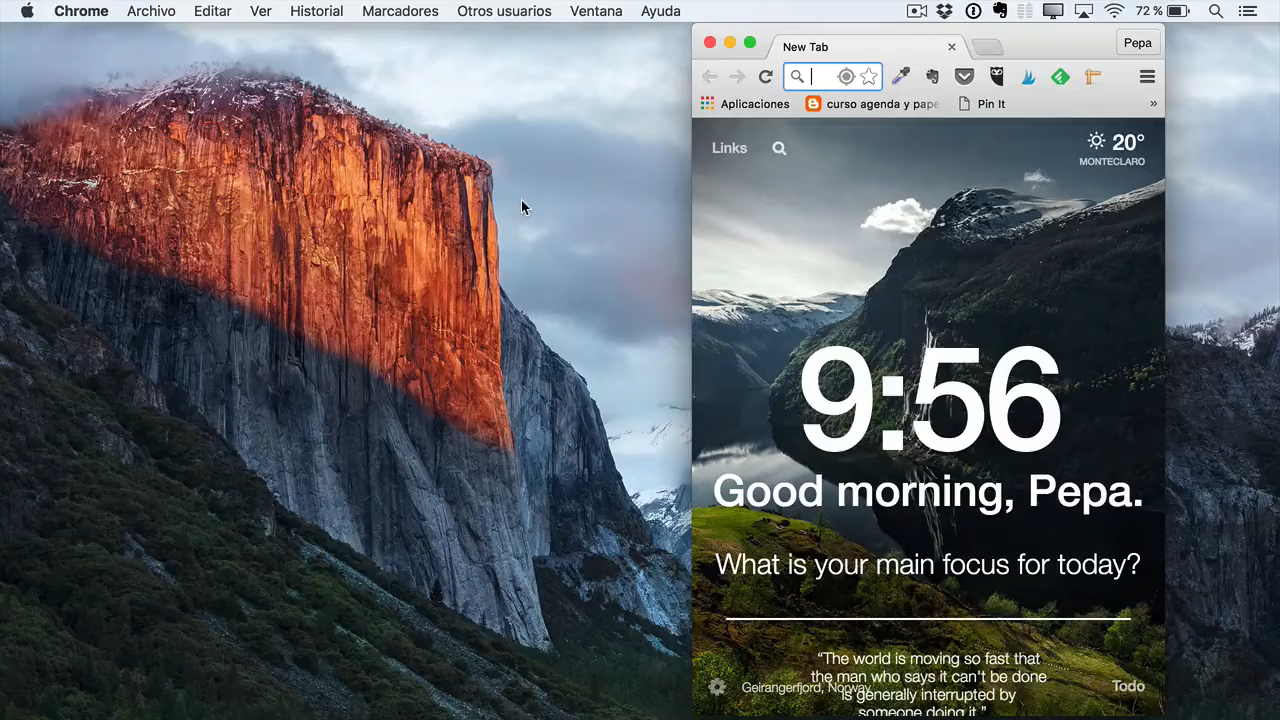 Chrome Archivo Editar Ver Historial Marcadores Otros usuarios Ventana Ayuda 72 %
New Tab Pepa
Aplicaciones curso agenda y pape Pin It »
Links 20°
MONTECLARO
9:56
Good morning, Pepa.
What is your main focus for today?
“The world is moving so fast that
the man who says it can't be done
is generally interrupted by
someone doing it.”
Geirangerfjord, Norway
Todo